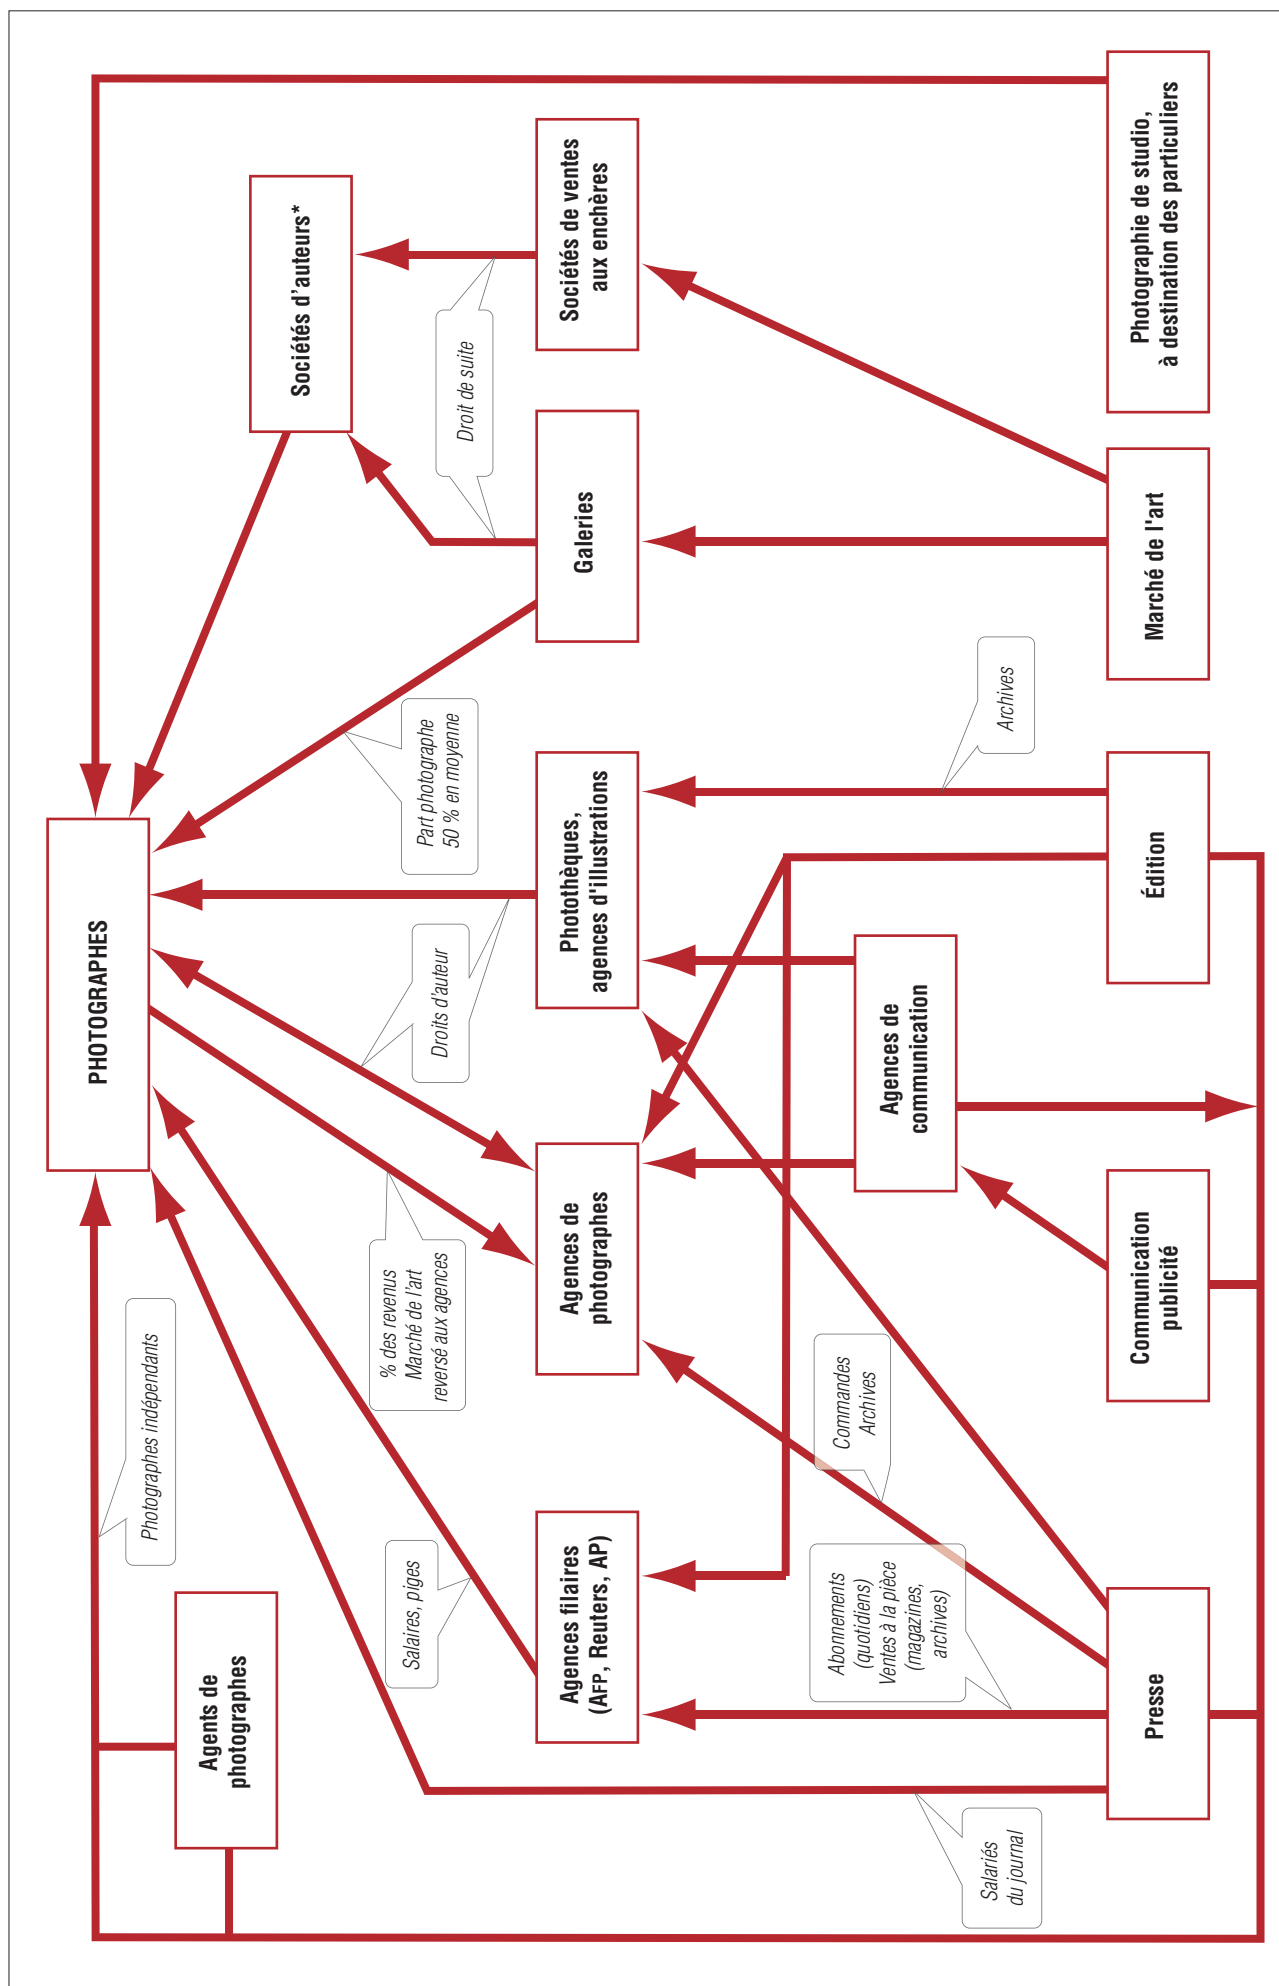 PHOTOGRAPHES
Agents de
photographes
Photographes indépendants
Sociétés d'auteurs*
Salaires, piges
% des revenus
Marché de l'art
reversé aux agences
Droits d'auteur
Part photographe
50 % en moyenne
Droit de suite
Agences filaires
(AFP, Reuters, AP)
Agences de
photographes
Photothèques,
agences d'illustrations
Galeries
Sociétés de ventes
aux enchères
Abonnements
(quotidiens)
Ventes à la pièce
(magazines,
archives)
Commandes
Archives
Agences de
communication
Salariés
du journal
Archives
Presse
Communication
publicité
Édition
Marché de l'art
Photographie de studio,
à destination des particuliers